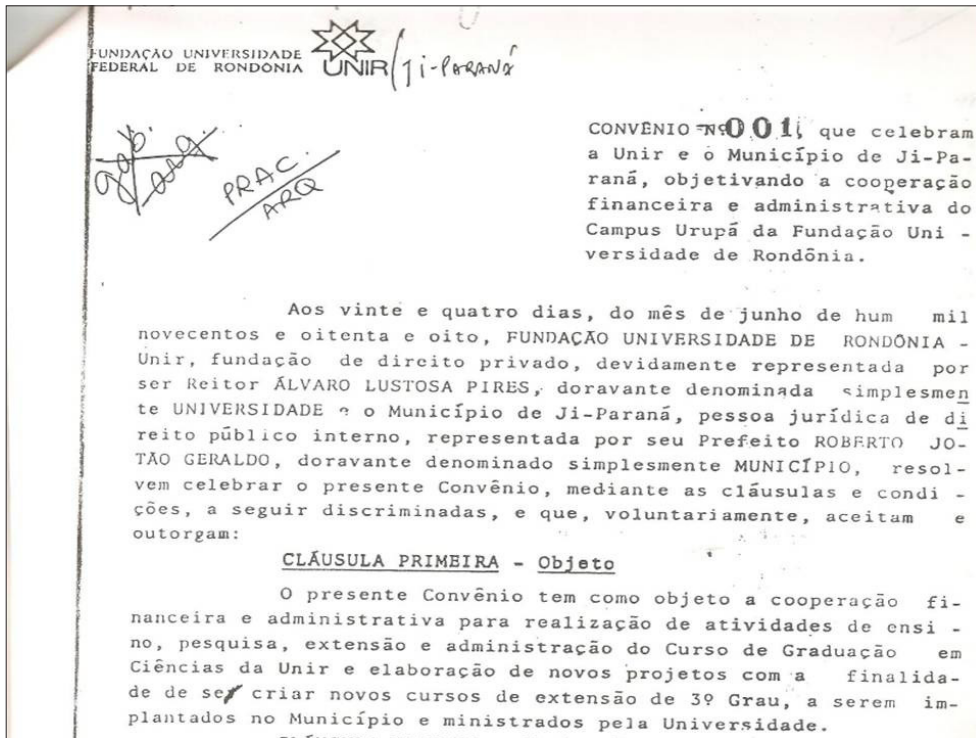 FUNDAÇÃO UNIVERSIDADE
FEDERAL DE RONDONIA
UNIR / Ji-PARANÁ
PRAC.
ARQ
CONVÊNIO Nº 001, que celebram
a Unir e o Município de Ji-Pa-
raná, objetivando a cooperação
financeira e administrativa do
Campus Urupá da Fundação Uni -
versidade de Rondônia.
Aos vinte e quatro dias, do mês de junho de hum mil
novecentos e oitenta e oito, FUNDAÇÃO UNIVERSIDADE DE RONDÔNIA -
Unir, fundação de direito privado, devidamente representada por
ser Reitor ÁLVARO LUSTOSA PIRES, doravante denominada simplesmen
te UNIVERSIDADE e o Município de Ji-Paraná, pessoa jurídica de di
reito público interno, representada por seu Prefeito ROBERTO JO-
TÃO GERALDO, doravante denominado simplesmente MUNICÍPIO, resol-
vem celebrar o presente Convênio, mediante as cláusulas e condi -
ções, a seguir discriminadas, e que, voluntariamente, aceitam e
outorgam:
CLÁUSULA PRIMEIRA - Objeto
O presente Convênio tem como objeto a cooperação fi-
nanceira e administrativa para realização de atividades de ensi -
no, pesquisa, extensão e administração do Curso de Graduação em
Ciências da Unir e elaboração de novos projetos com a finalida-
de de se criar novos cursos de extensão de 3º Grau, a serem im-
plantados no Município e ministrados pela Universidade.